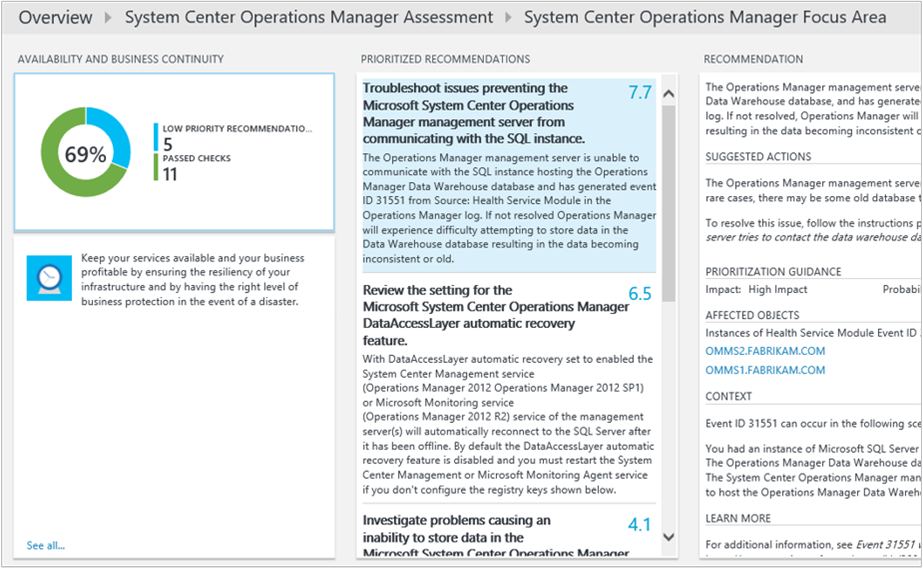 Overview System Center Operations Manager Assessment System Center Operations Manager Focus Area
AVAILABILITY AND BUSINESS CONTINUITY
69%
LOW PRIORITY RECOMMENDATIO...
5
PASSED CHECKS
11
Keep your services available and your business
profitable by ensuring the resiliency of your
infrastructure and by having the right level of
business protection in the event of a disaster.
See all...
PRIORITIZED RECOMMENDATIONS
Troubleshoot issues preventing the
7.7
Microsoft System Center Operations
Manager management server from
communicating with the SQL instance.
The Operations Manager management server is unable to
communicate with the SQL instance hosting the Operations
Manager Data Warehouse database and has generated event
ID 31551 from Source: Health Service Module in the
Operations Manager log. If not resolved Operations Manager
will experience difficulty attempting to store data in the
Data Warehouse database resulting in the data becoming
inconsistent or old.
Review the setting for the
6.5
Microsoft System Center Operations Manager
DataAccessLayer automatic recovery
feature.
With DataAccessLayer automatic recovery set to enabled the
System Center Management service
(Operations Manager 2012 Operations Manager 2012 SP1)
or Microsoft Monitoring service
(Operations Manager 2012 R2) service of the management
server(s) will automatically reconnect to the SQL Server after
it has been offline. By default the DataAccessLayer automatic
recovery feature is disabled and you must restart the System
Center Management or Microsoft Monitoring Agent service
if you don't configure the registry keys shown below.
Investigate problems causing an
4.1
inability to store data in the
Microsoft System Center Operations Manager
RECOMMENDATION
The Operations Manager management serve
Data Warehouse database, and has generate
log. If not resolved, Operations Manager will
resulting in the data becoming inconsistent o
SUGGESTED ACTIONS
The Operations Manager management serve
rare cases, there may be some old database t
To resolve this issue, follow the instructions p
server tries to contact the data warehouse da
PRIORITIZATION GUIDANCE
Impact: High Impact Probabi
AFFECTED OBJECTS
Instances of Health Service Module Event ID
OMMS2.FABRIKAM.COM
OMMS1.FABRIKAM.COM
CONTEXT
Event ID 31551 can occur in the following sce
You had an instance of Microsoft SQL Server
The Operations Manager Data Warehouse da
The System Center Operations Manager man
to host the Operations Manager Data Wareh
LEARN MORE
For additional information, see Event 31551 w